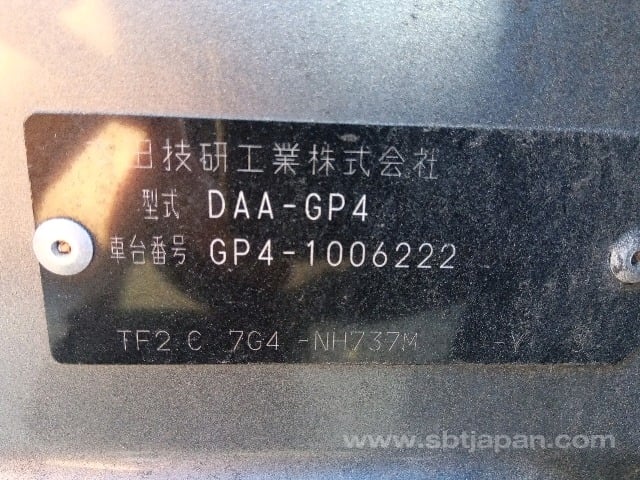 田技研工業株式会社
型式 DAA-GP4
車台番号 GP4-1006222
TF2 C 7G4 -NH737M -Y
www.sbtjapan.com